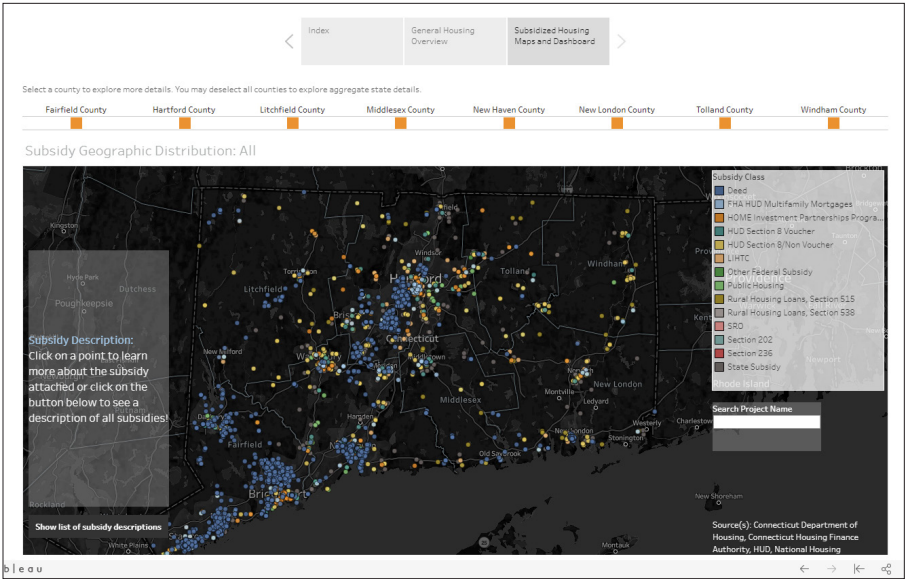 Index
General Housing
Overview
Subsidized Housing
Maps and Dashboard
Select a county to explore more details. You may deselect all counties to explore aggregate state details.
Fairfield County
Hartford County
Litchfield County
Middlesex County
New Haven County
New London County
Tolland County
Windham County
Subsidy Geographic Distribution: All
Subsidy Class
Deed
FHA HUD Multifamily Mortgages
HOME Investment Partnerships Progra...
HUD Section 8 Voucher
HUD Section 8/Non Voucher
LIHTC
Other Federal Subsidy
Public Housing
Rural Housing Loans, Section 515
Rural Housing Loans, Section 538
SRO
Section 202
Section 236
State Subsidy
Search Project Name
Kingston
Hyde Park
Dutchess
Poughkeepsie
Subsidy Description:
Click on a point to learn
more about the subsidy
attached or click on the
button below to see a
description of all subsidies!
Rockland
Show list of subsidy descriptions
White Plains
Windsor
Tolland
Windham
Litchfield
New Milford
Connecticut
Middlesex
Hamden
Fairfield
Montville
Ledyard
New London
Norwich
Stonington
Westerly
Charlestow
Old Saybrook
Providence
Newport
Rhode Island
New Shoreham
Montauk
Source(s): Connecticut Department of
Housing, Connecticut Housing Finance
Authority, HUD, National Housing
b|eau